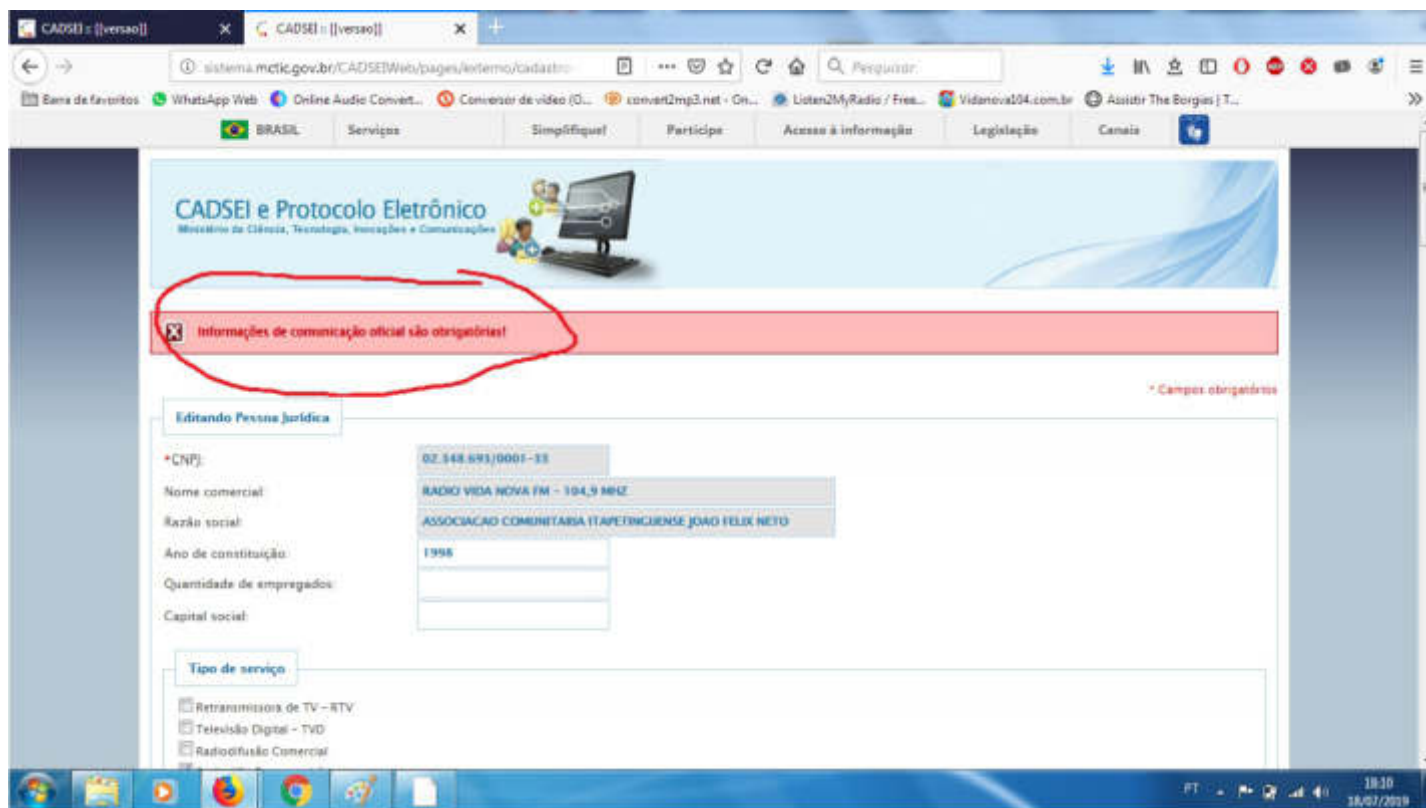 CADSEI :: [[versao]]
CADSEI :: [[versao]]
sistema.mctic.gov.br/CADSEIWeb/pages/externo/cadastro
Pesquisar
Barra de favoritos
WhatsApp Web
Online Audio Convert...
Conversor de vídeo (O...
convert2mp3.net - On...
Listen2MyRadio / Free...
Vidanova104.com.br
Assistir The Borgias | T...
BRASIL
Serviços
Simplifique!
Participe
Acesso à informação
Legislação
Canais
CADSEI e Protocolo Eletrônico
Ministério da Ciência, Tecnologia, Inovações e Comunicações
Informações de comunicação oficial são obrigatórias!
* Campos obrigatórios
Editando Pessoa Jurídica
*CNPJ: 02.348.693/0001-33
Nome comercial: RADIO VIDA NOVA FM - 104,9 MHZ
Razão social: ASSOCIACAO COMUNITARIA ITAPETINGUENSE JOAO FELIX NETO
Ano de constituição: 1998
Quantidade de empregados:
Capital social:
Tipo de serviço
Retransmissora de TV - RTV
Televisão Digital - TVD
Radiodifusão Comercial
PT
18:10
18/07/2019